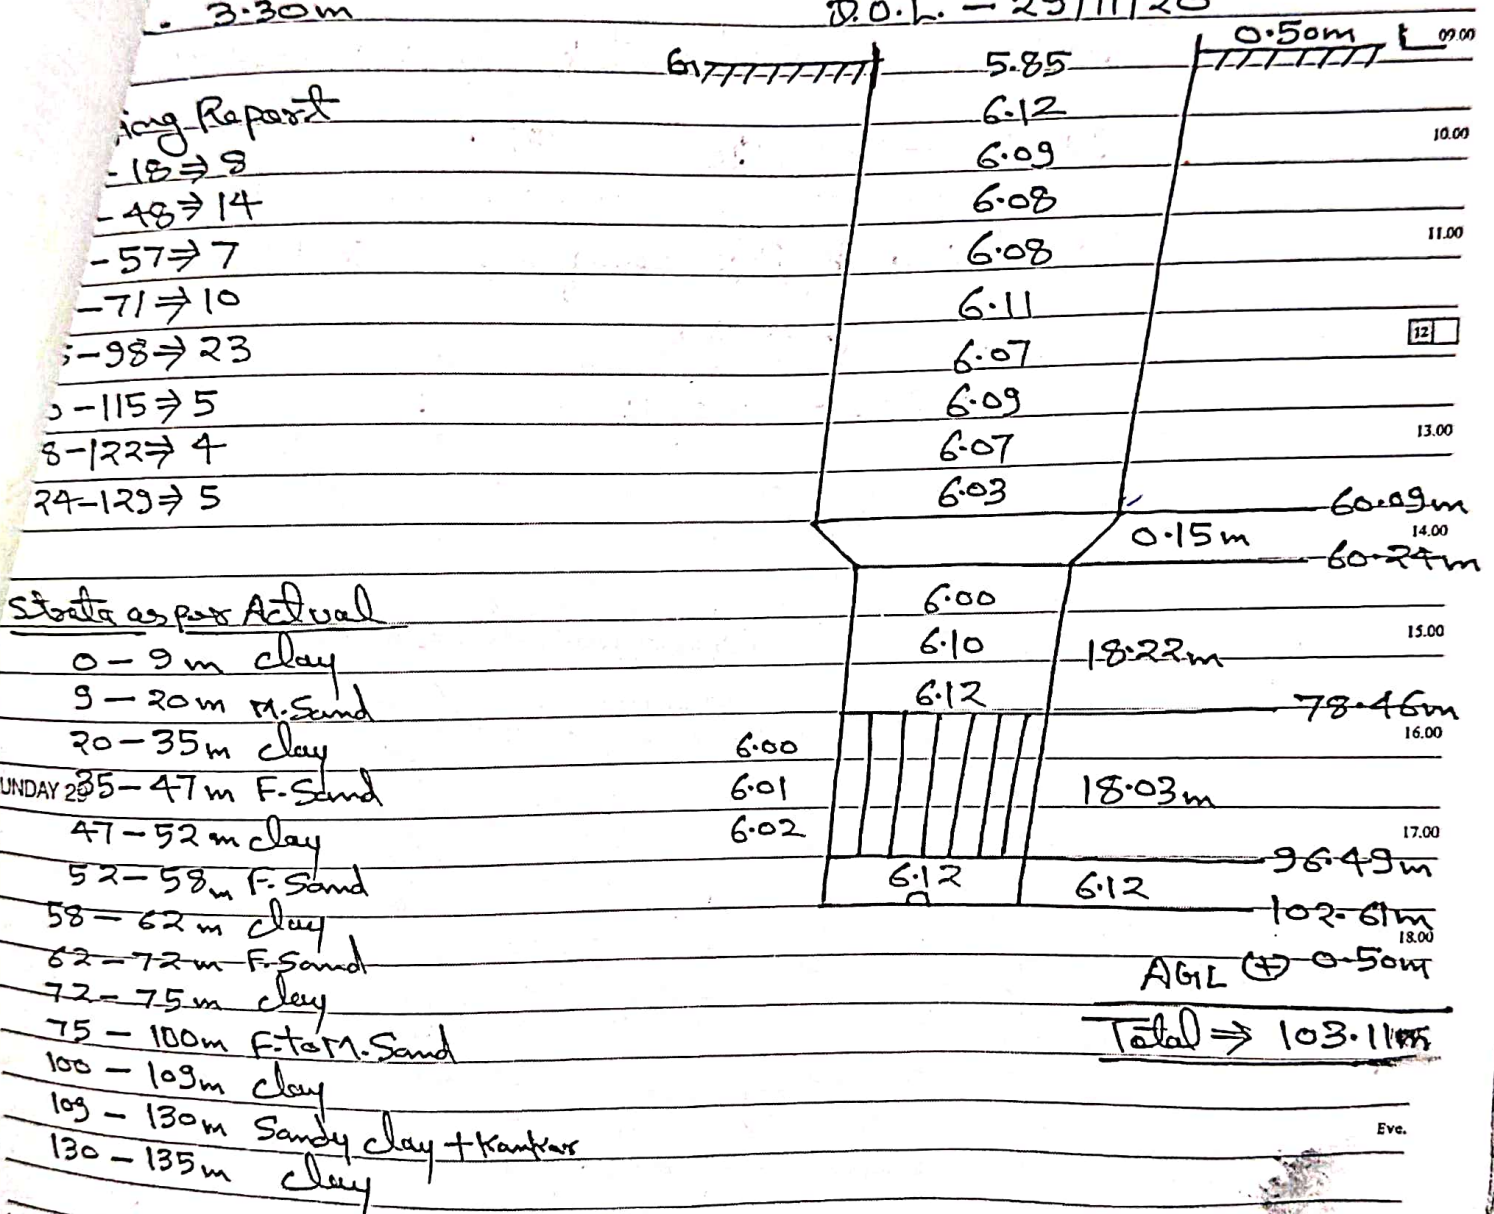 . 3.30m
D.O.L. - 29/11/20
0.50m
09.00
G
5.85
ing Report
6.12
10.00
- 18 ⇒ 8
6.09
- 48 ⇒ 14
6.08
11.00
- 57 ⇒ 7
6.08
- 71 ⇒ 10
6.11
12
- 98 ⇒ 23
6.07
- 115 ⇒ 5
6.09
13.00
8 - 122 ⇒ 4
6.07
24 - 129 ⇒ 5
6.03
60.09m
0.15m
14.00
60.24m
Strata as per Actual
6.00
15.00
0 - 9m clay
6.10
18.22m
9 - 20m M.Sand
6.12
78.46m
16.00
20 - 35m clay
6.00
UNDAY 29
35 - 47m F.Sand
6.01
18.03m
47 - 52m clay
6.02
17.00
96.49m
52 - 58m F.Sand
6.12
6.12
58 - 62m clay
102.61m
18.00
62 - 72m F.Sand
AGL (+) 0.50m
72 - 75m clay
75 - 100m F.to M.Sand
Total ⇒ 103.11m
100 - 109m clay
109 - 130m Sandy clay + Kankar
Eve.
130 - 135m clay